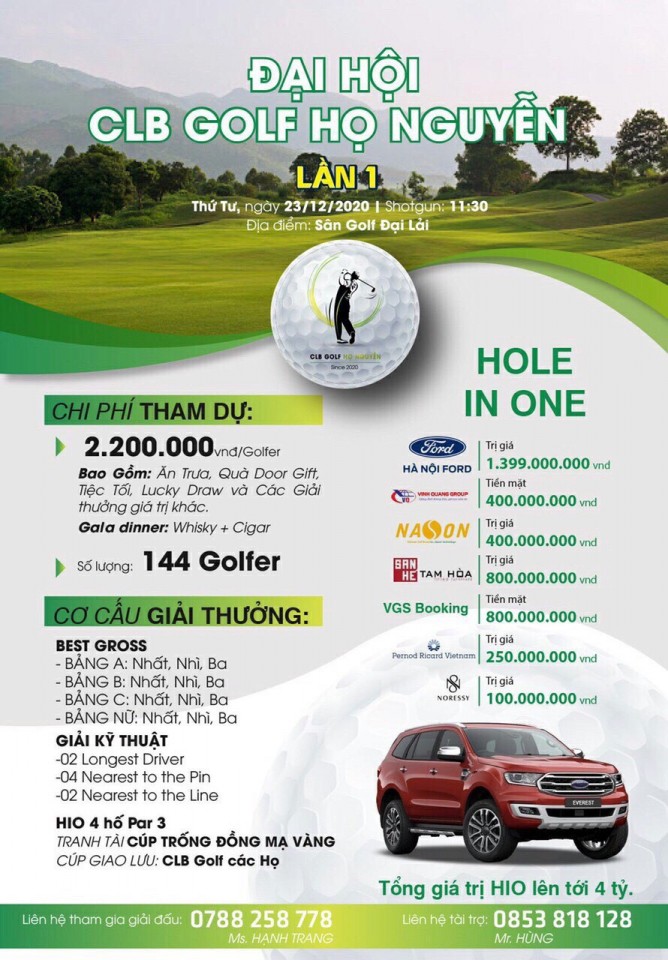 ĐẠI HỘI
CLB GOLF HỌ NGUYỄN
LẦN 1
Thứ Tư, ngày 23/12/2020 | Shotgun: 11:30
Địa điểm: Sân Golf Đại Lải
CLB GOLF HỌ NGUYỄN
Since 2020
CHI PHÍ THAM DỰ:
2.200.000vnđ/Golfer
Bao Gồm: Ăn Trưa, Quà Door Gift,
Tiệc Tối, Lucky Draw và Các Giải
thưởng giá trị khác.
Gala dinner: Whisky + Cigar
Số lượng: 144 Golfer
CƠ CẤU GIẢI THƯỞNG:
BEST GROSS
- BẢNG A: Nhất, Nhì, Ba
- BẢNG B: Nhất, Nhì, Ba
- BẢNG C: Nhất, Nhì, Ba
- BẢNG NỮ: Nhất, Nhì, Ba
GIẢI KỸ THUẬT
-02 Longest Driver
-04 Nearest to the Pin
-02 Nearest to the Line
HIO 4 hố Par 3
TRANH TÀI CÚP TRỐNG ĐỒNG MẠ VÀNG
CÚP GIAO LƯU: CLB Golf các Họ
HOLE
IN ONE
Ford
HÀ NỘI FORD
Trị giá
1.399.000.000 vnd
VQ
VINH QUANG GROUP
Tiền mặt
400.000.000 vnd
NASON
Trị giá
400.000.000 vnd
BAN
HE
TAM HÒA
Trị giá
800.000.000 vnd
VGS Booking
Tiền mặt
800.000.000 vnd
Pernod Ricard Vietnam
Trị giá
250.000.000 vnd
NORESSY
Trị giá
100.000.000 vnd
EVEREST
Tổng giá trị HIO lên tới 4 tỷ.
Liên hệ tham gia giải đấu: 0788 258 778
Ms. HẠNH TRANG
Liên hệ tài trợ: 0853 818 128
Mr. HÙNG